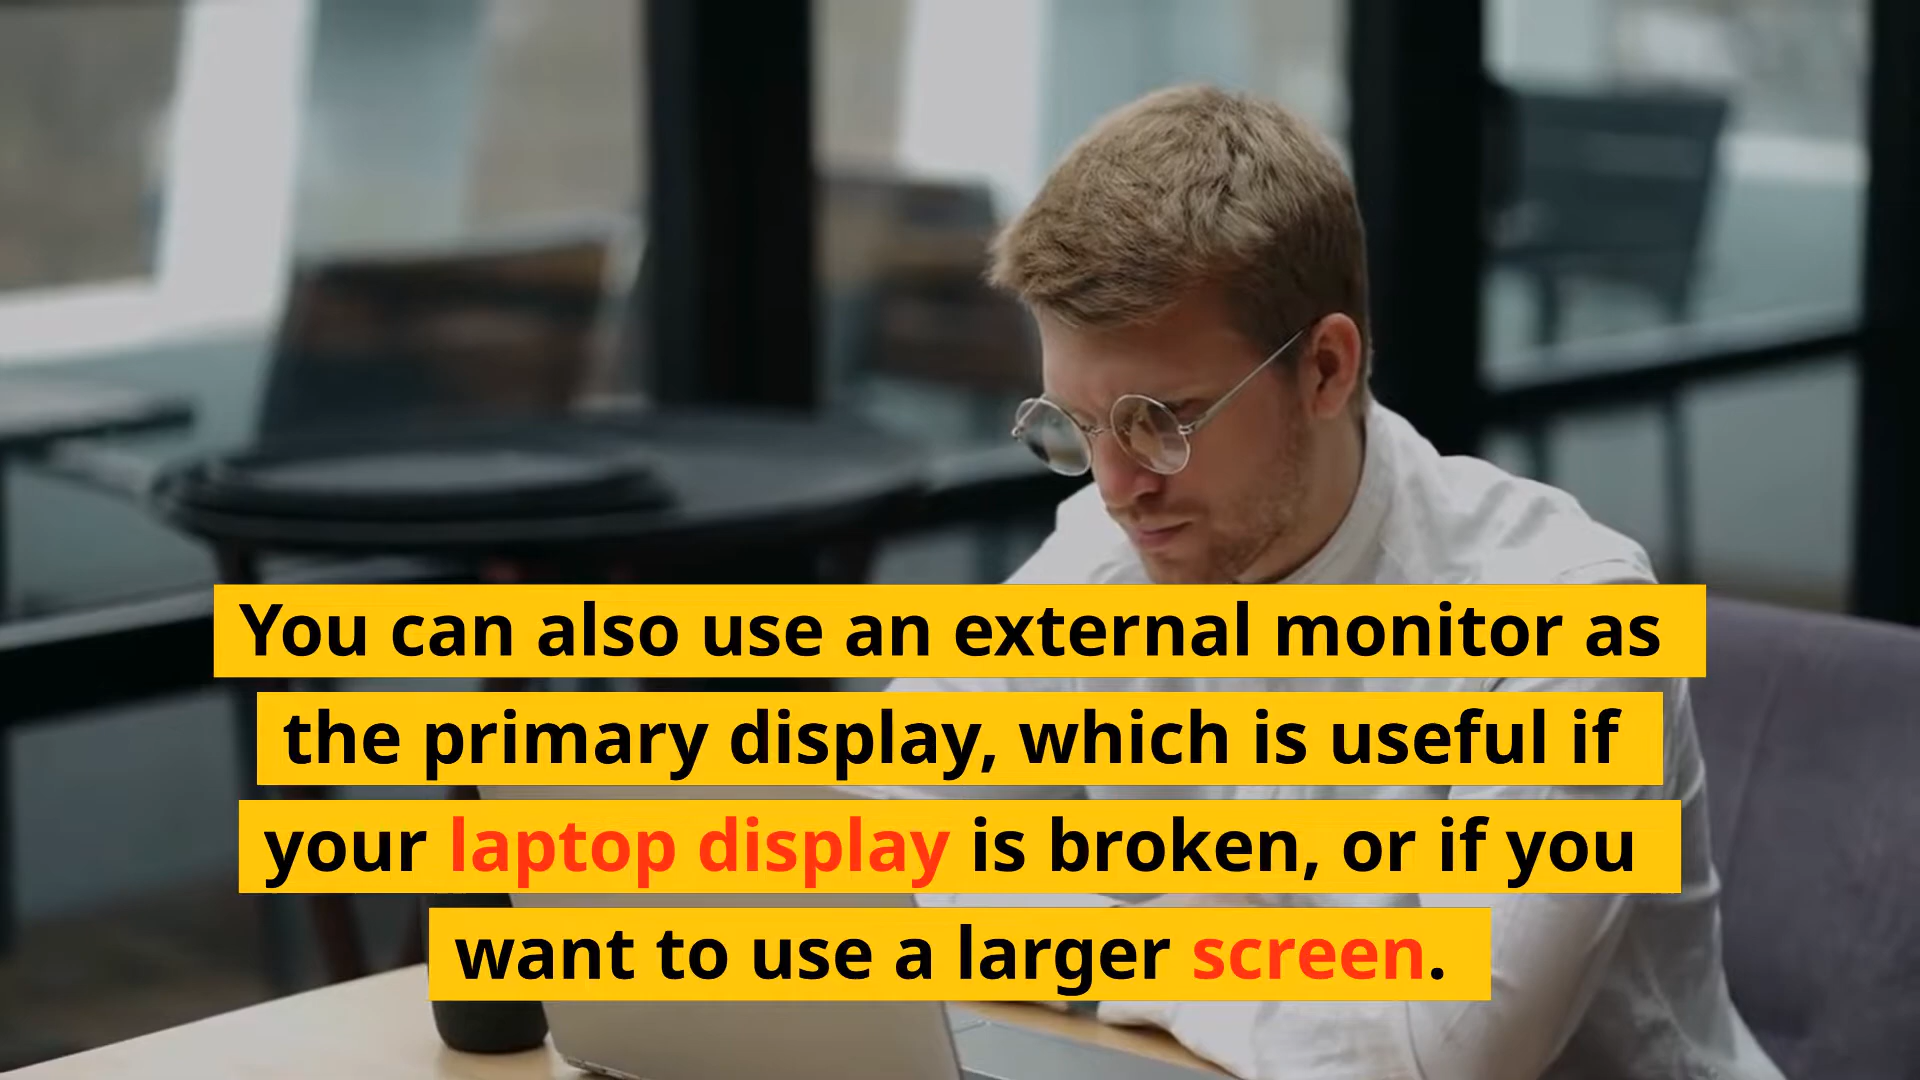 You can also use an external monitor as
the primary display, which is useful if
your laptop display is broken, or if you
want to use a larger screen.